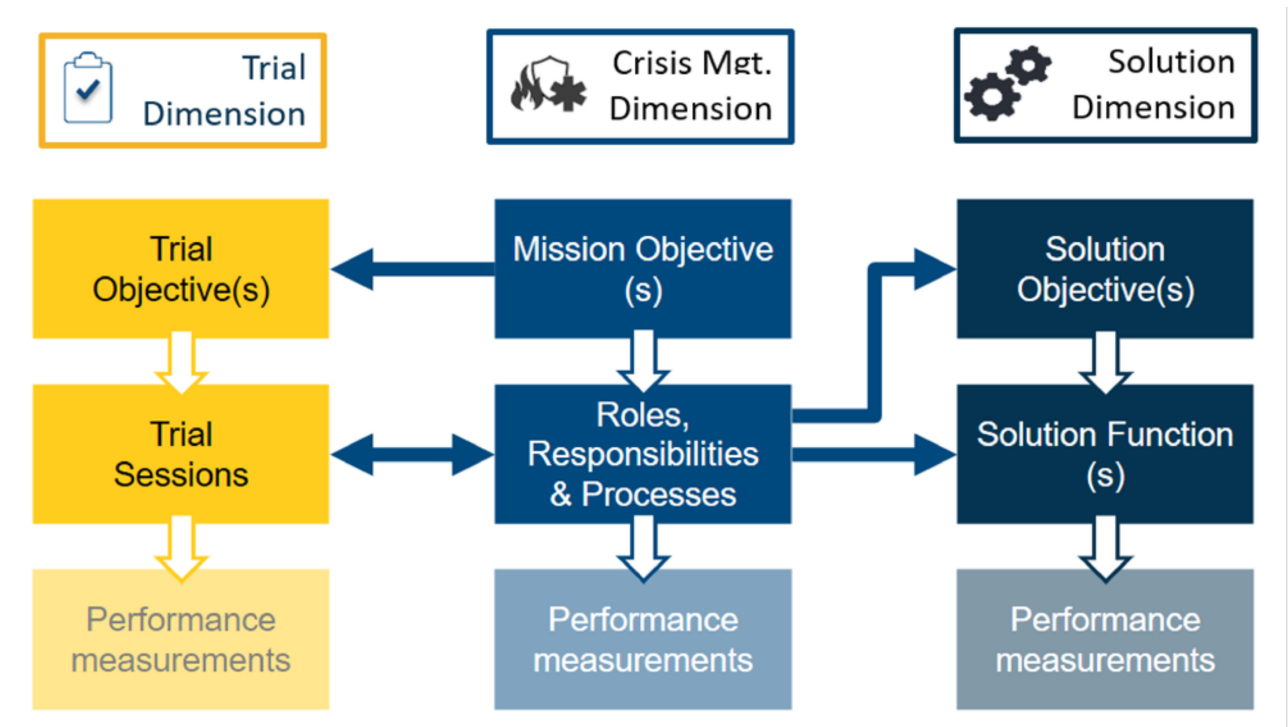 Trial
Dimension
Crisis Mgt.
Dimension
Solution
Dimension
Trial
Objective(s)
Mission Objective
(s)
Solution
Objective(s)
Trial
Sessions
Roles,
Responsibilities
& Processes
Solution Function
(s)
Performance
measurements
Performance
measurements
Performance
measurements